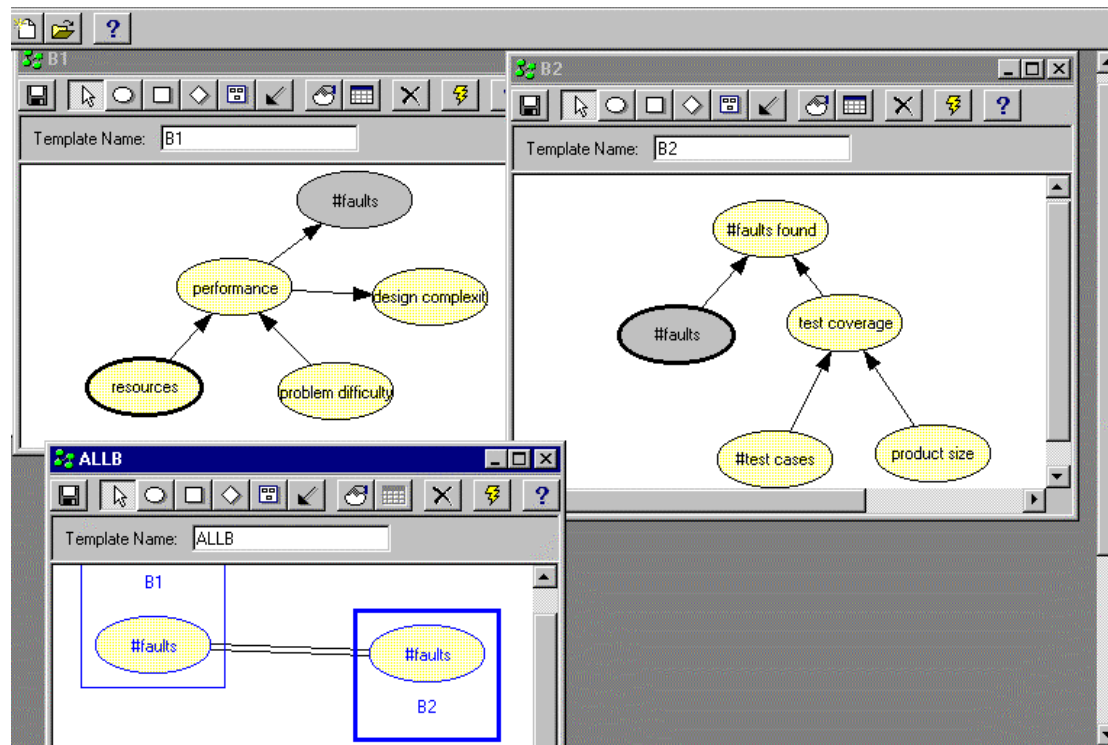 ?
B1
Template Name: B1
#faults
performance
design complexit
resources
problem difficulty
B2
?
Template Name: B2
#faults found
#faults
test coverage
#test cases
product size
ALLB
?
Template Name: ALLB
B1
#faults
#faults
B2